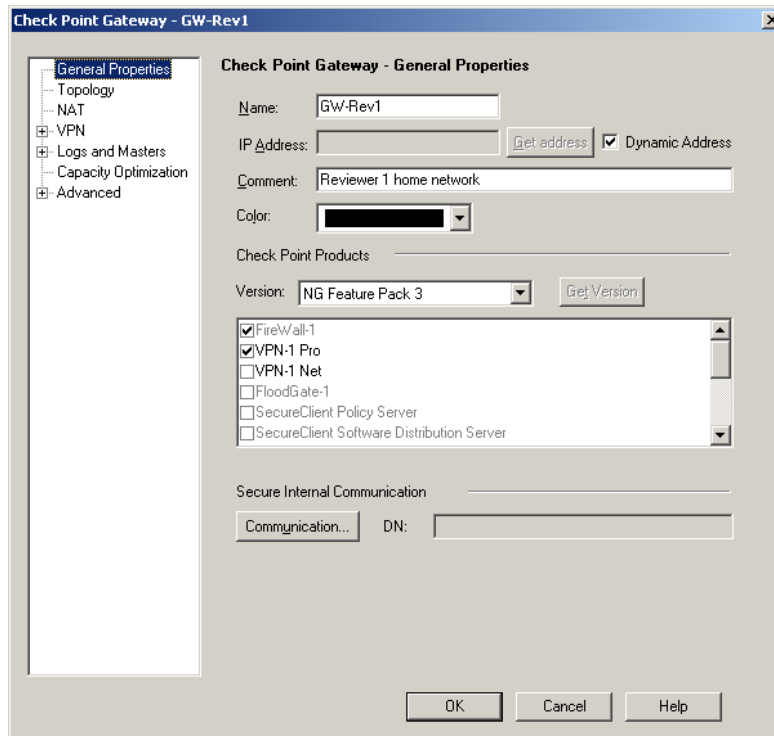 Check Point Gateway - GW-Rev1
General Properties
Topology
NAT
VPN
Logs and Masters
Capacity Optimization
Advanced
Check Point Gateway - General Properties
Name: GW-Rev1
IP Address: Get address Dynamic Address
Comment: Reviewer 1 home network
Color:
Check Point Products
Version: NG Feature Pack 3 Get Version
FireWall-1
VPN-1 Pro
VPN-1 Net
FloodGate-1
SecureClient Policy Server
SecureClient Software Distribution Server
Secure Internal Communication
Communication... DN:
OK Cancel Help